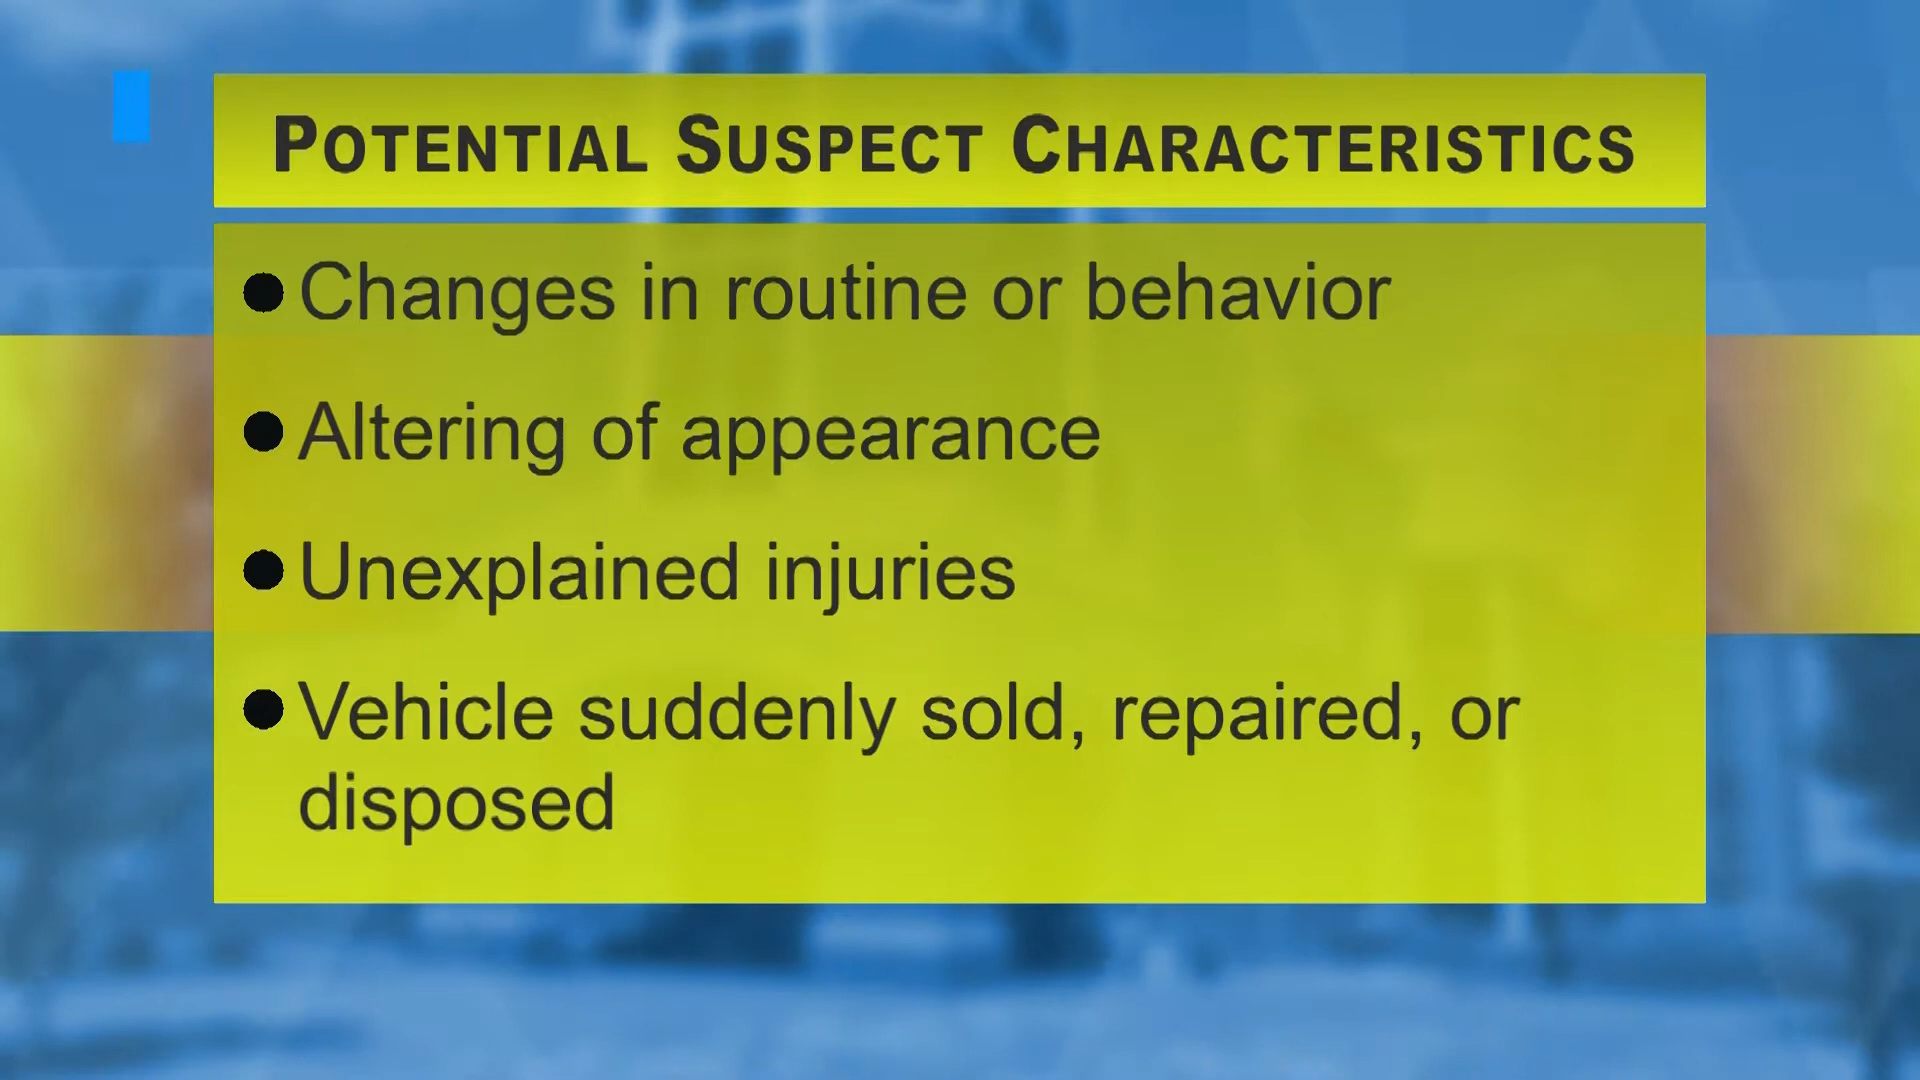 POTENTIAL SUSPECT CHARACTERISTICS
● Changes in routine or behavior
● Altering of appearance
● Unexplained injuries
● Vehicle suddenly sold, repaired, or
disposed